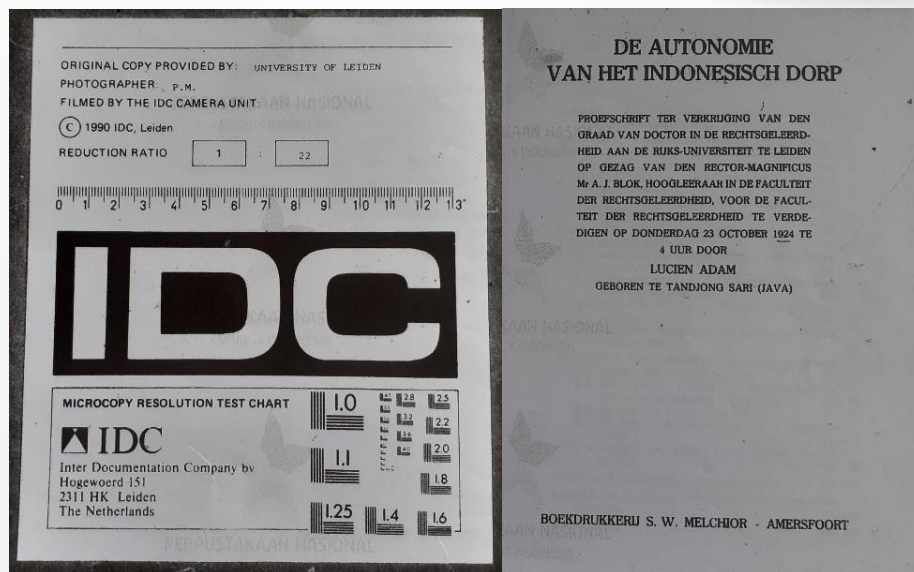 ORIGINAL COPY PROVIDED BY: UNIVERSITY OF LEIDEN
PHOTOGRAPHER: P.M.
FILMED BY THE IDC CAMERA UNIT:
© 1990 IDC, Leiden
REDUCTION RATIO 1 : 22
0 1 2 3 4 5 6 7 8 9 10 11 12 13
IDC
MICROCOPY RESOLUTION TEST CHART
IDC
Inter Documentation Company bv
Hogewoerd 151
2311 HK Leiden
The Netherlands
1.0 2.8 2.5
3.2 2.2
3.6
1.1 2.0
1.8
1.25 1.4 1.6
PERPUSTAKAAN NASIONAL
DE AUTONOMIE
VAN HET INDONESISCH DORP
PROEFSCHRIFT TER VERKRIJGING VAN DEN
GRAAD VAN DOCTOR IN DE RECHTSGELEERD-
HEID AAN DE RIJKS-UNIVERSITEIT TE LEIDEN
OP GEZAG VAN DEN RECTOR-MAGNIFICUS
Mr A. J. BLOK, HOOGLEERAAR IN DE FACULTEIT
DER RECHTSGELEERDHEID, VOOR DE FACUL-
TEIT DER RECHTSGELEERDHEID TE VERDE-
DIGEN OP DONDERDAG 23 OCTOBER 1924 TE
4 UUR DOOR
LUCIEN ADAM
GEBOREN TE TANDJONG SARI (JAVA)
BOEKDRUKKERIJ S. W. MELCHIOR - AMERSFOORT